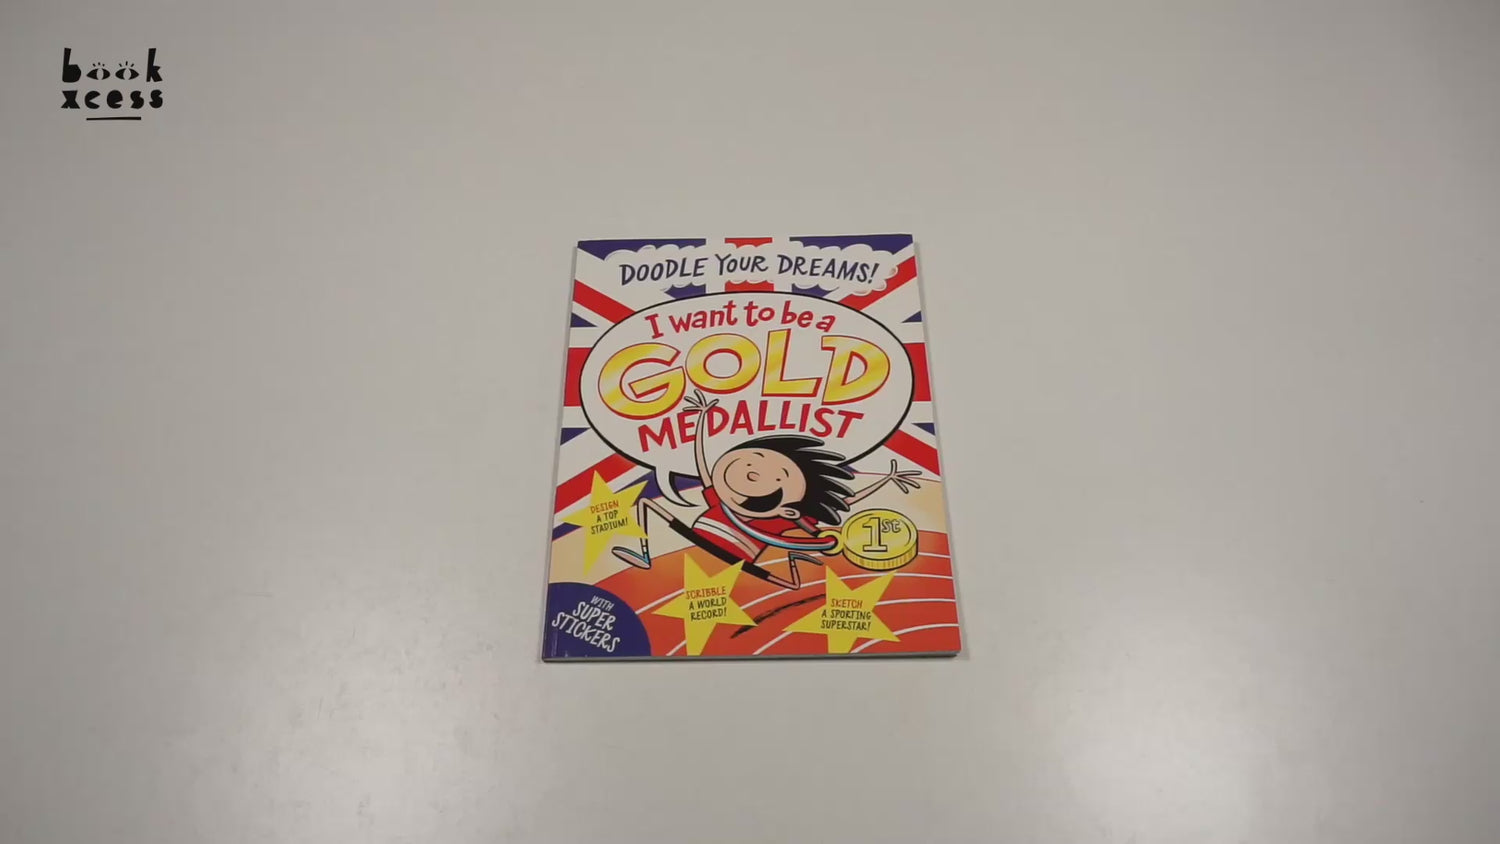 book
xcess
DOODLE YOUR DREAMS!
I want to be a
GOLD
MEDALLIST
DESIGN
A TOP
STADIUM!
1st
SCRIBBLE
A WORLD
RECORD!
SKETCH
A SPORTING
SUPERSTAR!
WITH
SUPER
STICKERS